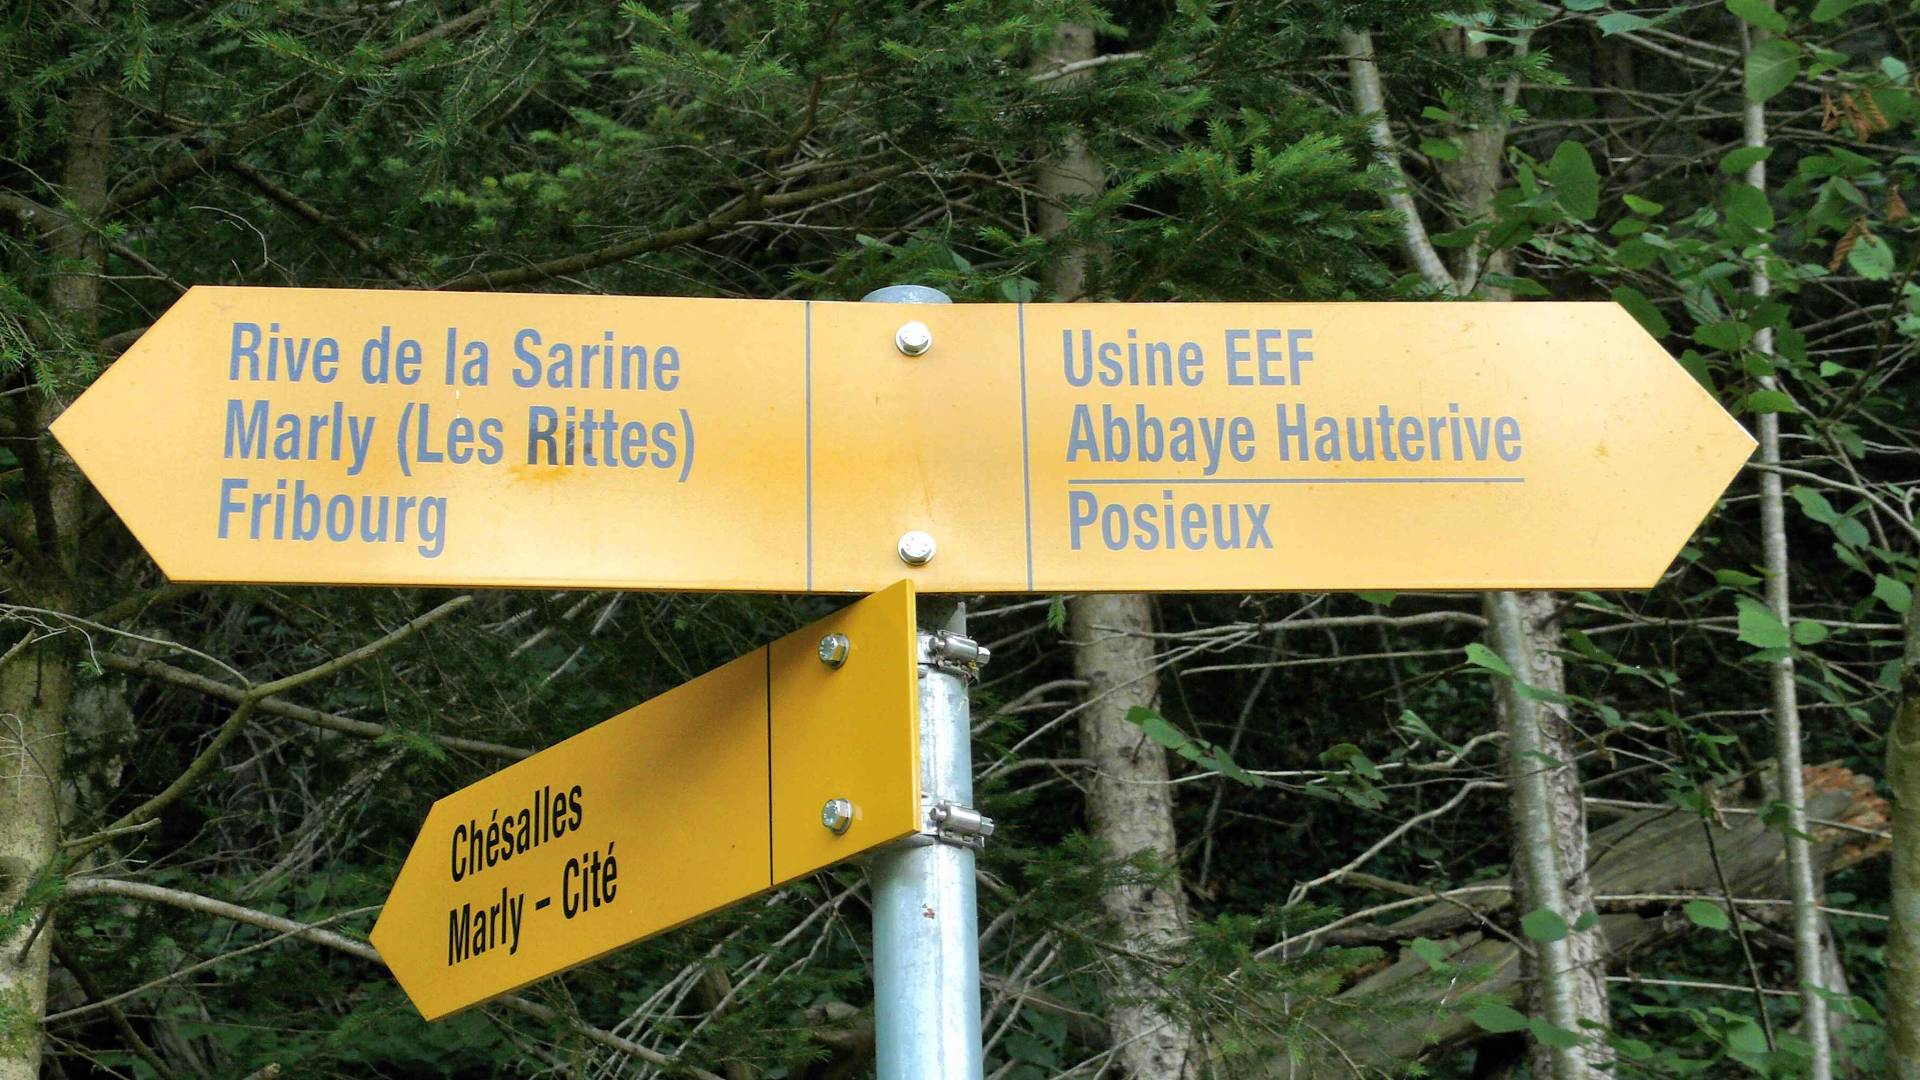 Rive de la Sarine
Marly (Les Rittes)
Fribourg
Usine EEF
Abbaye Hauterive
Posieux
Chésalles
Marly – Cité